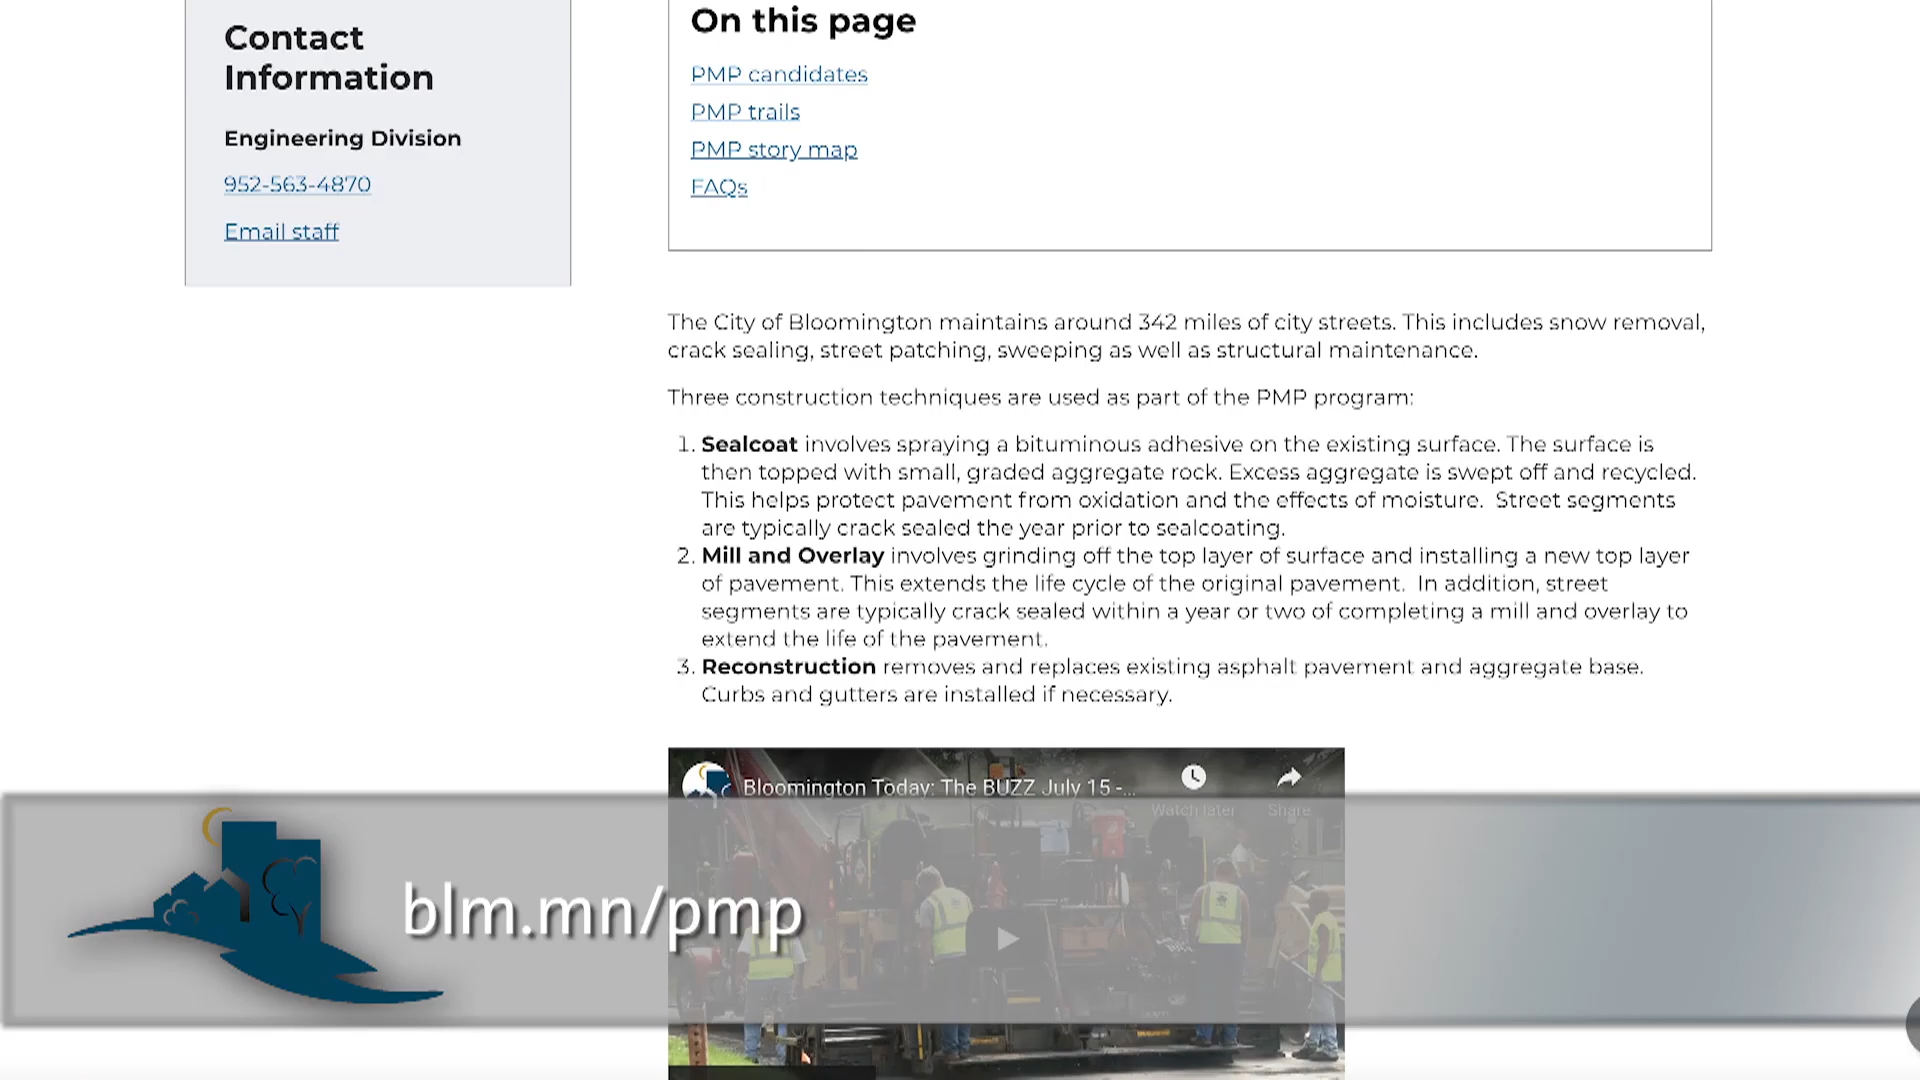 Contact
Information
Engineering Division
952-563-4870
Email staff
On this page
PMP candidates
PMP trails
PMP story map
FAQs
The City of Bloomington maintains around 342 miles of city streets. This includes snow removal,
crack sealing, street patching, sweeping as well as structural maintenance.
Three construction techniques are used as part of the PMP program:
1. Sealcoat involves spraying a bituminous adhesive on the existing surface. The surface is
then topped with small, graded aggregate rock. Excess aggregate is swept off and recycled.
This helps protect pavement from oxidation and the effects of moisture.  Street segments
are typically crack sealed the year prior to sealcoating.
2. Mill and Overlay involves grinding off the top layer of surface and installing a new top layer
of pavement. This extends the life cycle of the original pavement.  In addition, street
segments are typically crack sealed within a year or two of completing a mill and overlay to
extend the life of the pavement.
3. Reconstruction removes and replaces existing asphalt pavement and aggregate base.
Curbs and gutters are installed if necessary.
Bloomington Today: The BUZZ July 15 -...
Watch later
Share
blm.mn/pmp